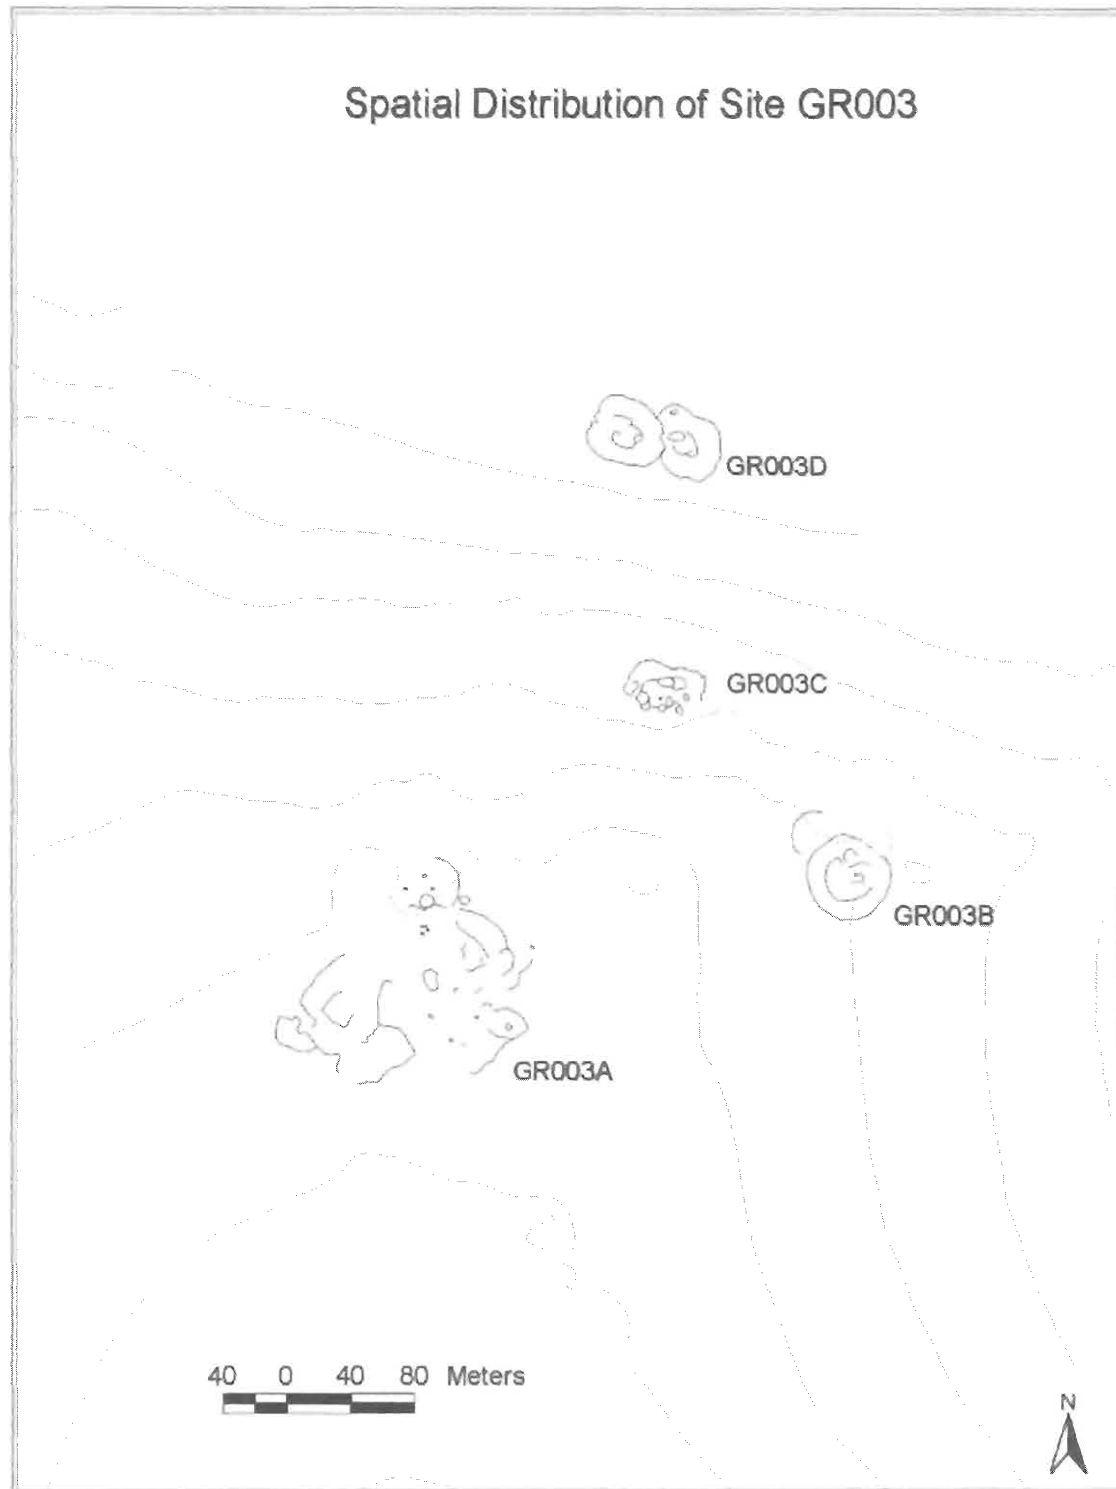 Spatial Distribution of Site GR003
GR003D
GR003C
GR003B
GR003A
40 0 40 80 Meters
N